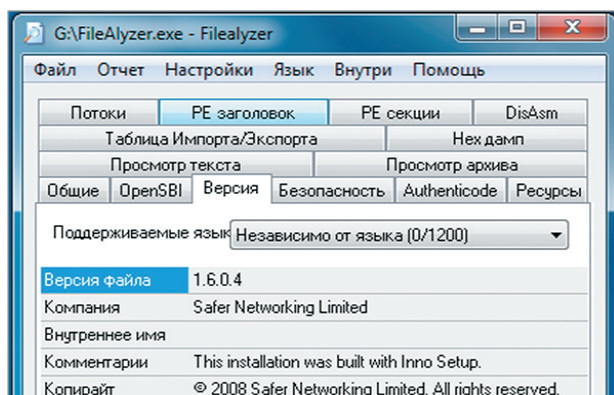 G:\FileAlyzer.exe - Filealyzer
Файл Отчет Настройки Язык Внутри Помощь
Потоки PE заголовок PE секции DisAsm
Таблица Импорта/Экспорта Hex дамп
Просмотр текста Просмотр архива
Общие OpenSBI Версия Безопасность Authenticode Ресурсы
Поддерживаемые язык Независимо от языка (0/1200)
Версия файла 1.6.0.4
Компания Safer Networking Limited
Внутреннее имя
Комментарии This installation was built with Inno Setup.
Копирайт © 2008 Safer Networking Limited. All rights reserved.